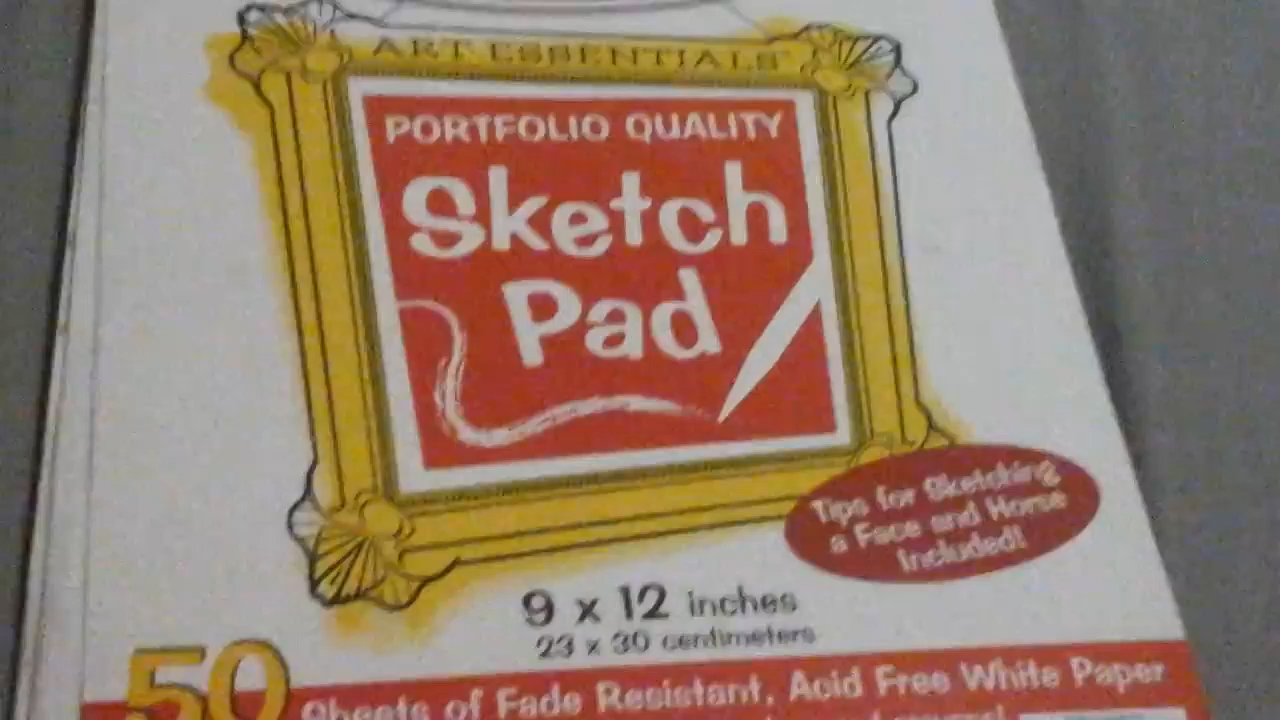 ART ESSENTIALS
PORTFOLIO QUALITY
Sketch
Pad
Tips for Sketching
a Face and Horse
Included!
9 x 12 inches
23 x 30 centimeters
50 Sheets of Fade Resistant, Acid Free White Paper